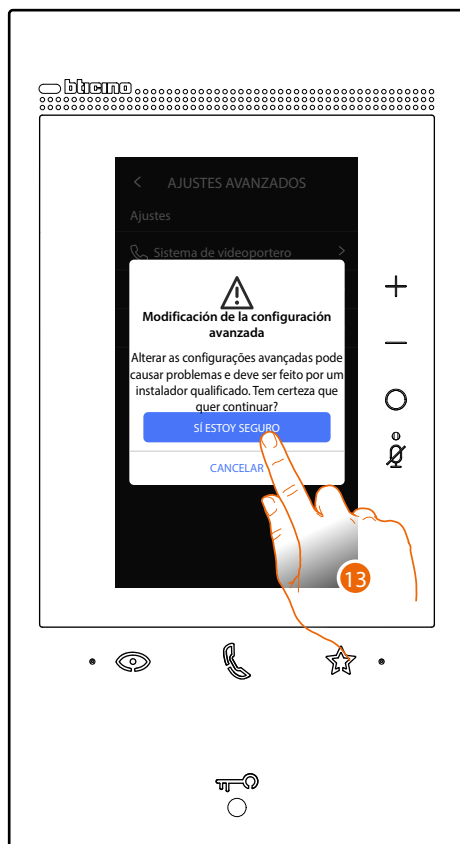 bticino
AJUSTES AVANZADOS
Ajustes
Sistema de videoportero
Modificación de la configuración
avanzada
Alterar as configurações avançadas pode
causar problemas e deve ser feito por um
instalador qualificado. Tem certeza que
quer continuar?
SÍ ESTOY SEGURO
CANCELAR
13